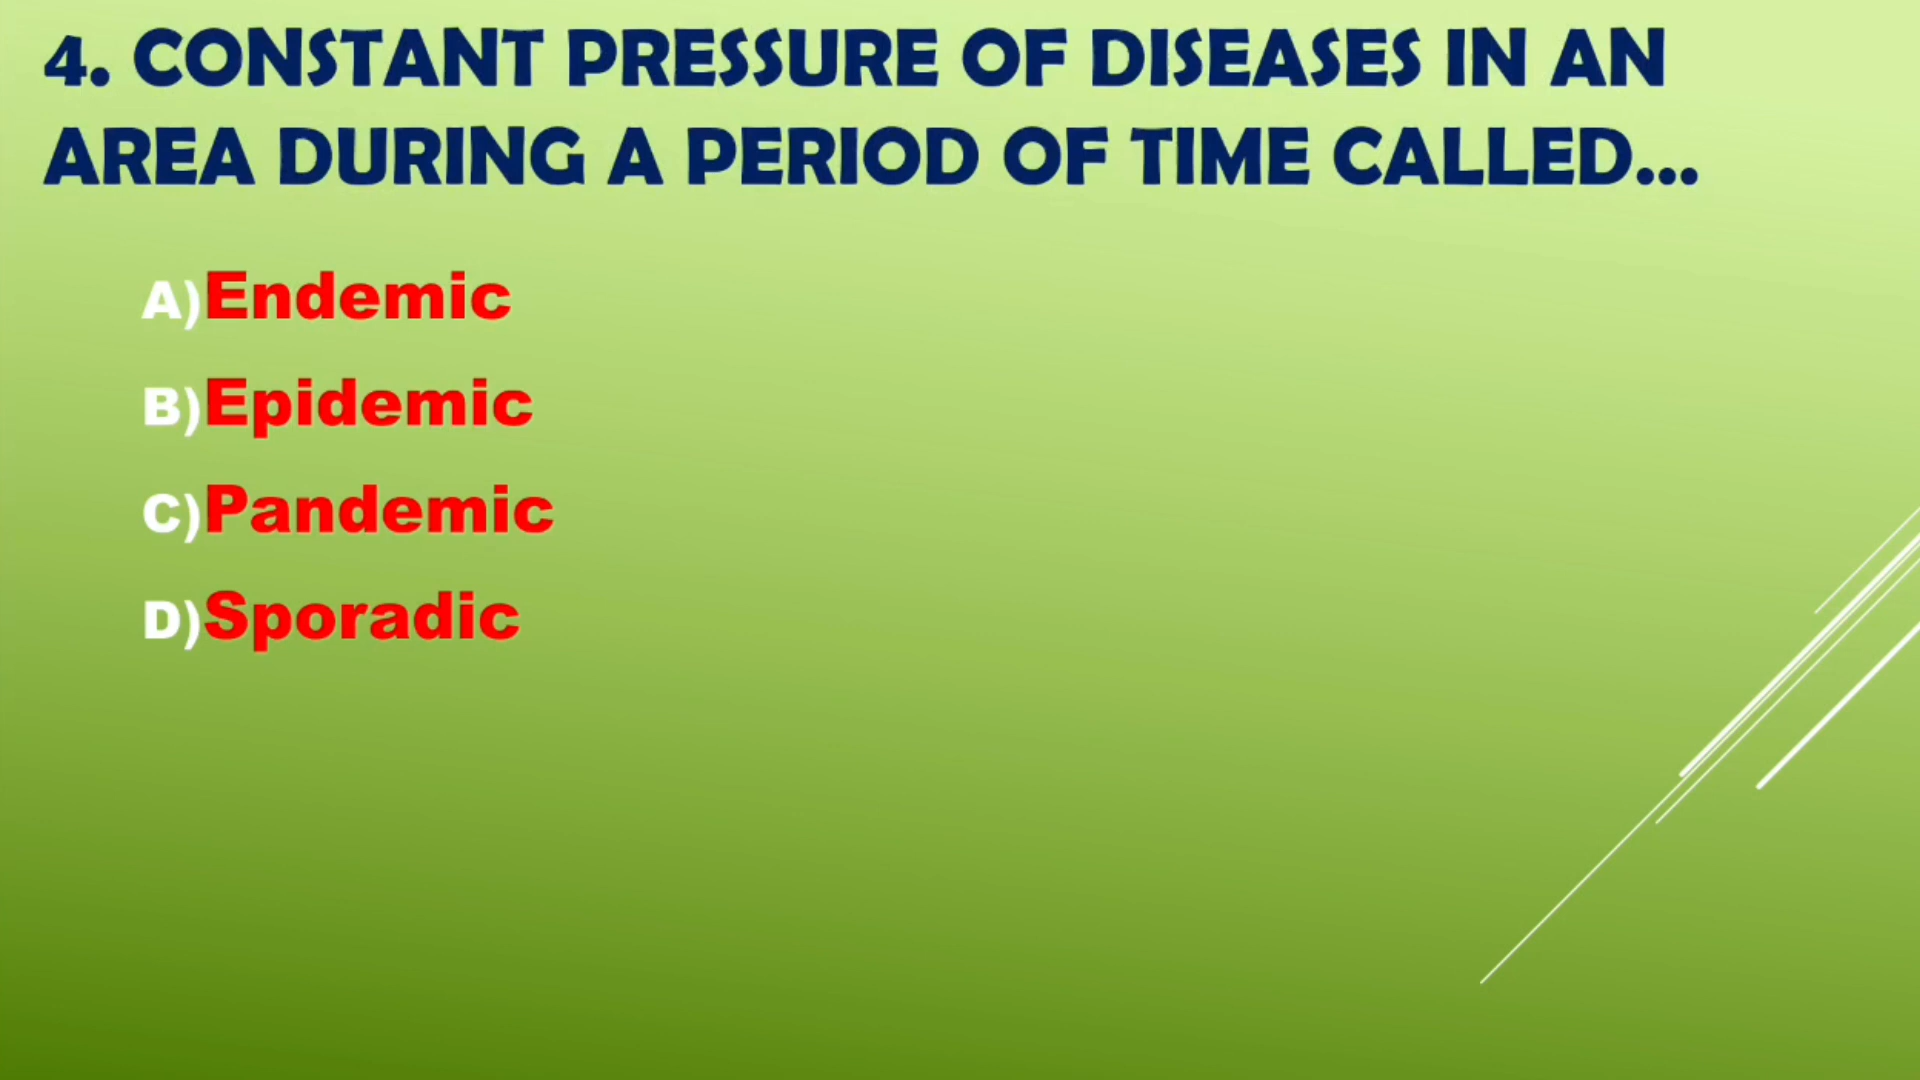 4. CONSTANT PRESSURE OF DISEASES IN AN
AREA DURING A PERIOD OF TIME CALLED...
A)Endemic
B)Epidemic
C)Pandemic
D)Sporadic